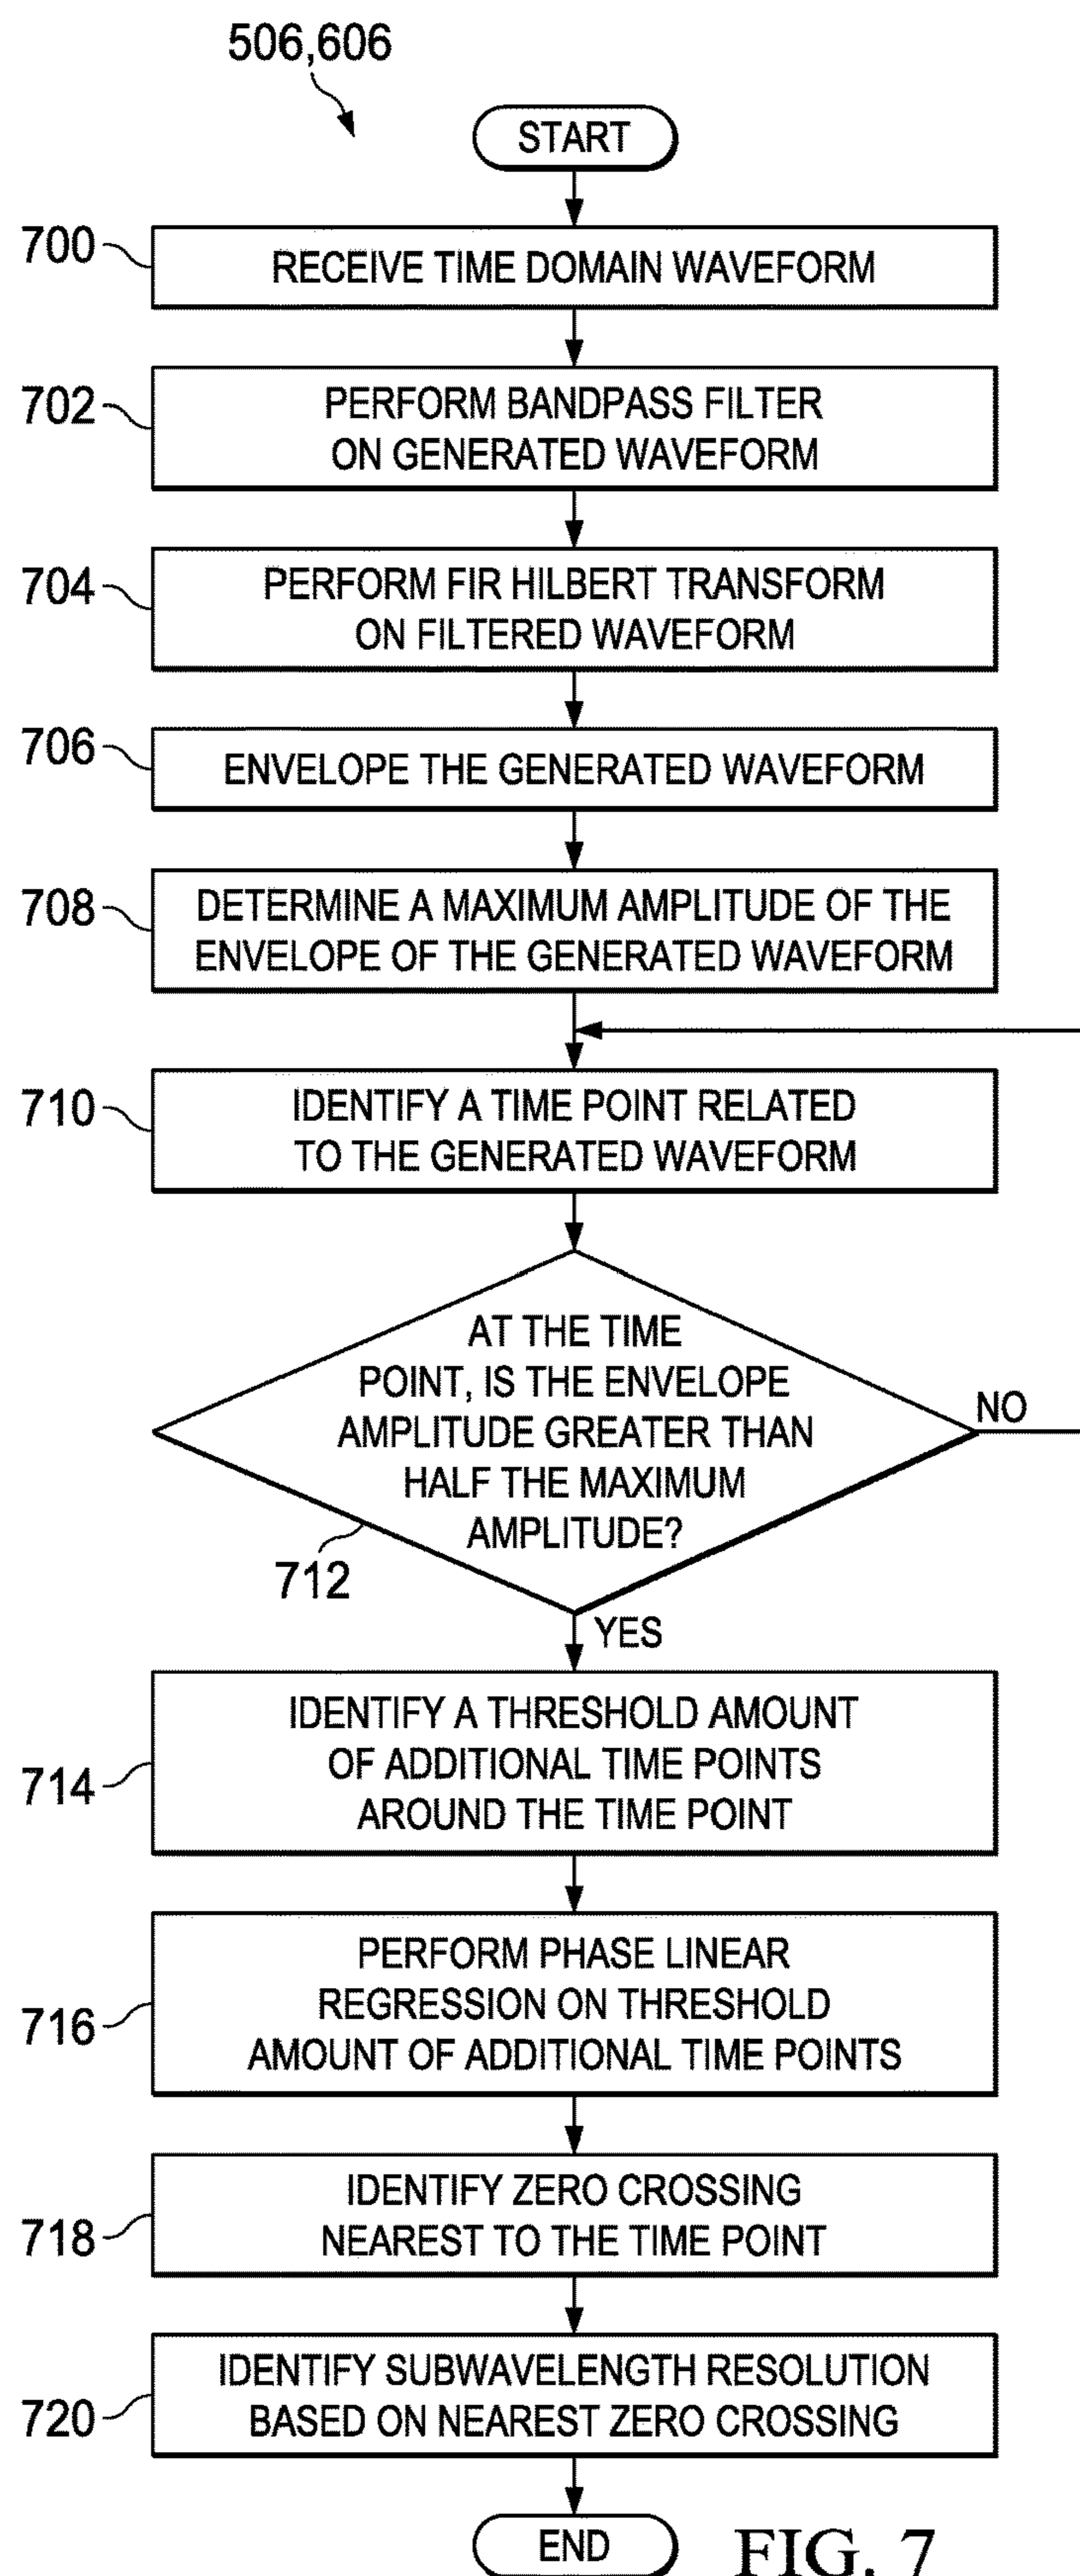 506,606
START
700
RECEIVE TIME DOMAIN WAVEFORM
702
PERFORM BANDPASS FILTER
ON GENERATED WAVEFORM
704
PERFORM FIR HILBERT TRANSFORM
ON FILTERED WAVEFORM
706
ENVELOPE THE GENERATED WAVEFORM
708
DETERMINE A MAXIMUM AMPLITUDE OF THE
ENVELOPE OF THE GENERATED WAVEFORM
710
IDENTIFY A TIME POINT RELATED
TO THE GENERATED WAVEFORM
AT THE TIME
POINT, IS THE ENVELOPE
AMPLITUDE GREATER THAN
HALF THE MAXIMUM
AMPLITUDE?
NO
712
YES
714
IDENTIFY A THRESHOLD AMOUNT
OF ADDITIONAL TIME POINTS
AROUND THE TIME POINT
716
PERFORM PHASE LINEAR
REGRESSION ON THRESHOLD
AMOUNT OF ADDITIONAL TIME POINTS
718
IDENTIFY ZERO CROSSING
NEAREST TO THE TIME POINT
720
IDENTIFY SUBWAVELENGTH RESOLUTION
BASED ON NEAREST ZERO CROSSING
END
FIG. 7